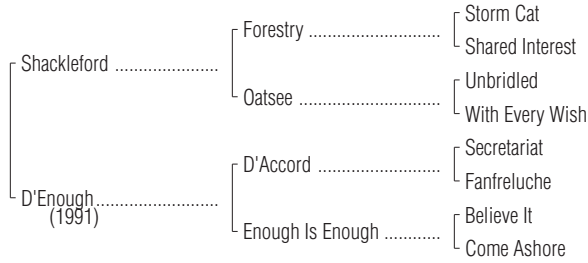 Storm Cat
Forestry ......................................
Shared Interest
Shackleford ..............................
Unbridled
Oatsee .........................................
With Every Wish
Secretariat
D'Accord ...................................
Fanfreluche
D'Enough...................................
(1991)
Believe It
Enough Is Enough ................
Come Ashore